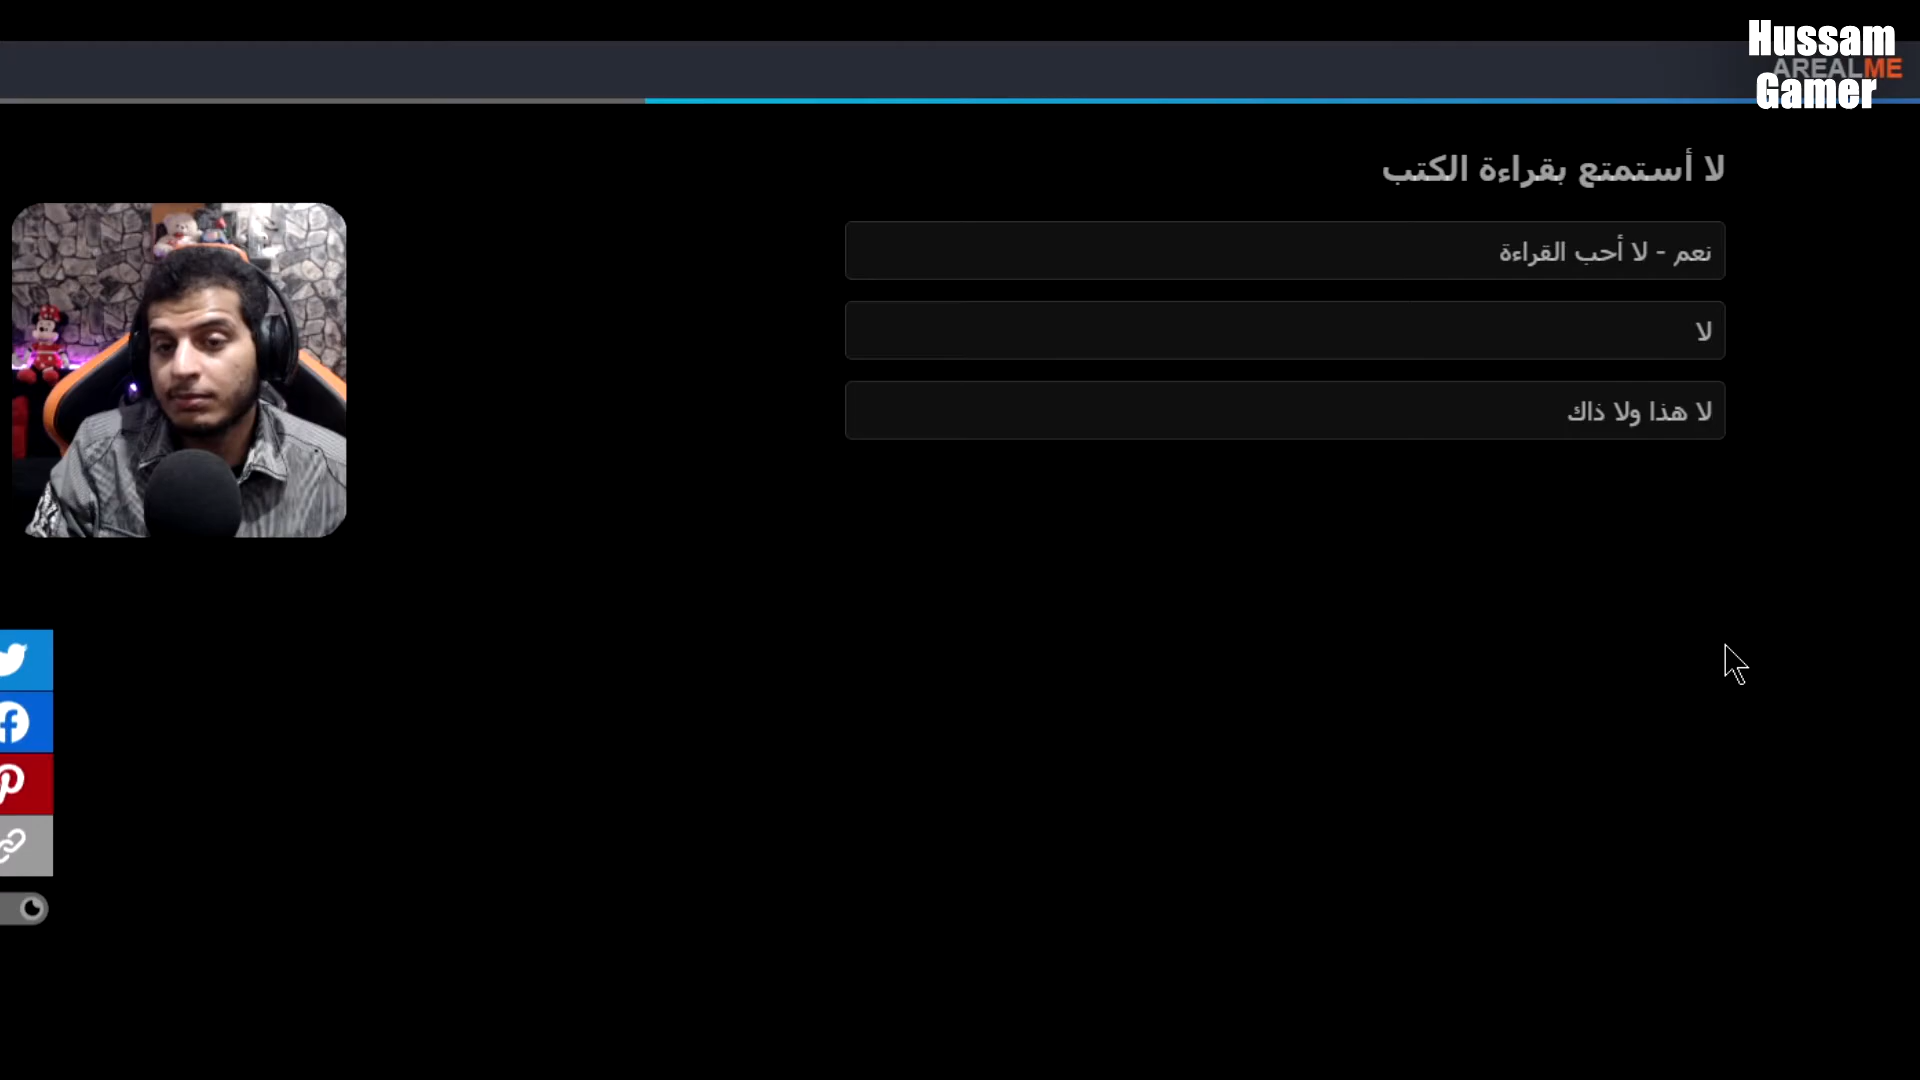 Hussam
AREALME
Gamer
لا أستمتع بقراءة الكتب
نعم - لا أحب القراءة
لا
لا هذا ولا ذاك